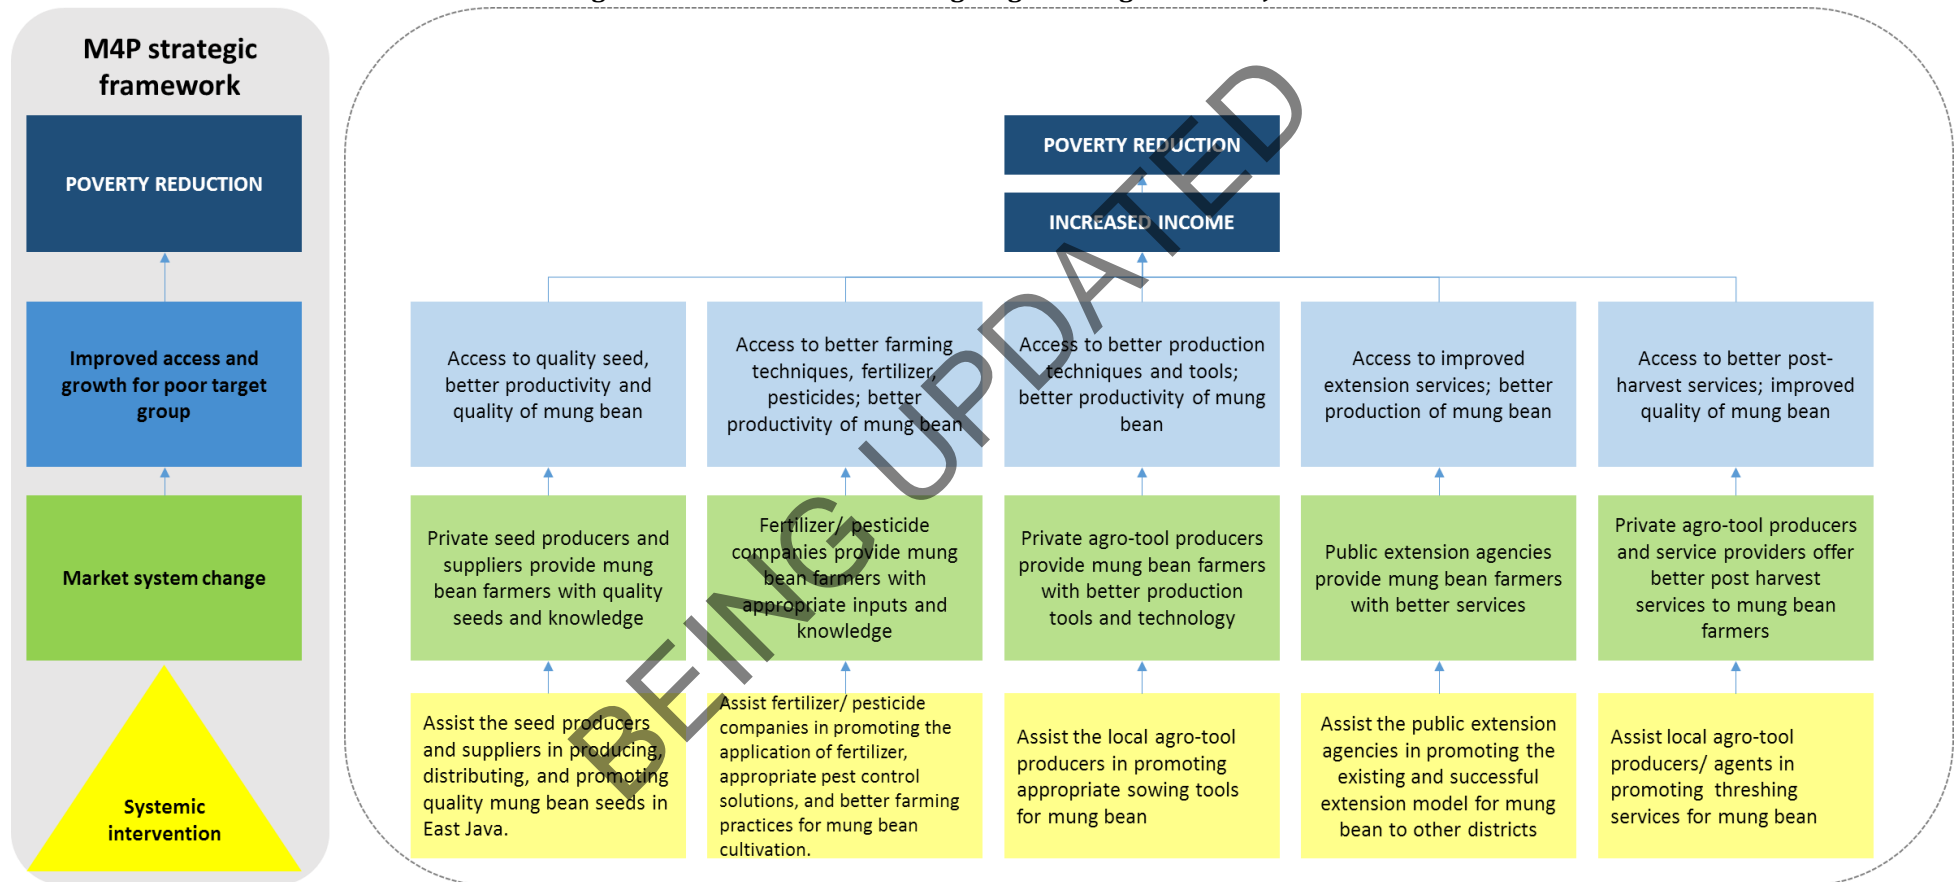 M4P strategic
framework
POVERTY REDUCTION
Improved access and
growth for poor target
group
Market system change
Systemic
intervention
POVERTY REDUCTION
INCREASED INCOME
Access to quality seed,
better productivity and
quality of mung bean
Access to better farming
techniques, fertilizer,
pesticides; better
productivity of mung bean
Access to better production
techniques and tools;
better productivity of mung
bean
Access to improved
extension services; better
production of mung bean
Access to better post-
harvest services; improved
quality of mung bean
Private seed producers and
suppliers provide mung
bean farmers with quality
seeds and knowledge
Fertilizer/ pesticide
companies provide mung
bean farmers with
appropriate inputs and
knowledge
Private agro-tool producers
provide mung bean farmers
with better production
tools and technology
Public extension agencies
provide mung bean farmers
with better services
Private agro-tool producers
and service providers offer
better post harvest
services to mung bean
farmers
Assist the seed producers
and suppliers in producing,
distributing, and promoting
quality mung bean seeds in
East Java.
Assist fertilizer/ pesticide
companies in promoting the
application of fertilizer,
appropriate pest control
solutions, and better farming
practices for mung bean
cultivation.
Assist the local agro-tool
producers in promoting
appropriate sowing tools
for mung bean
Assist the public extension
agencies in promoting the
existing and successful
extension model for mung
bean to other districts
Assist local agro-tool
producers/ agents in
promoting threshing
services for mung bean
BEING UPDATED